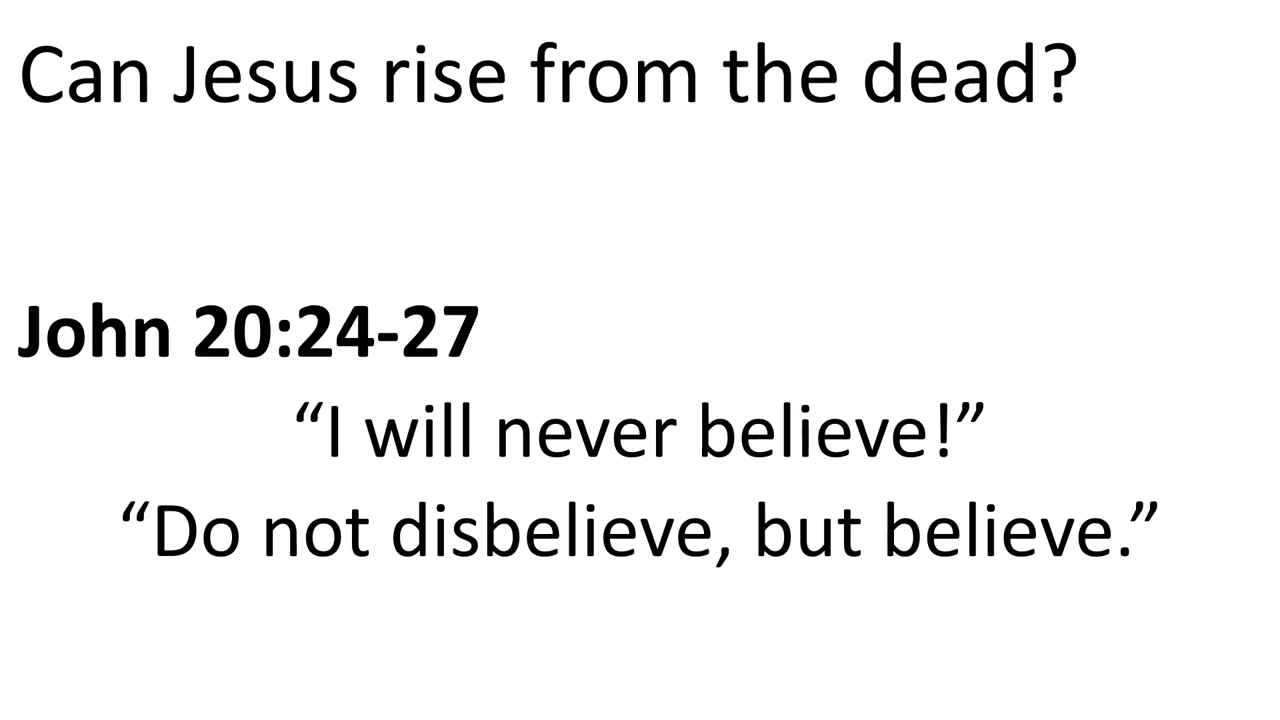 Can Jesus rise from the dead?
John 20:24-27
“I will never believe!”
“Do not disbelieve, but believe.”